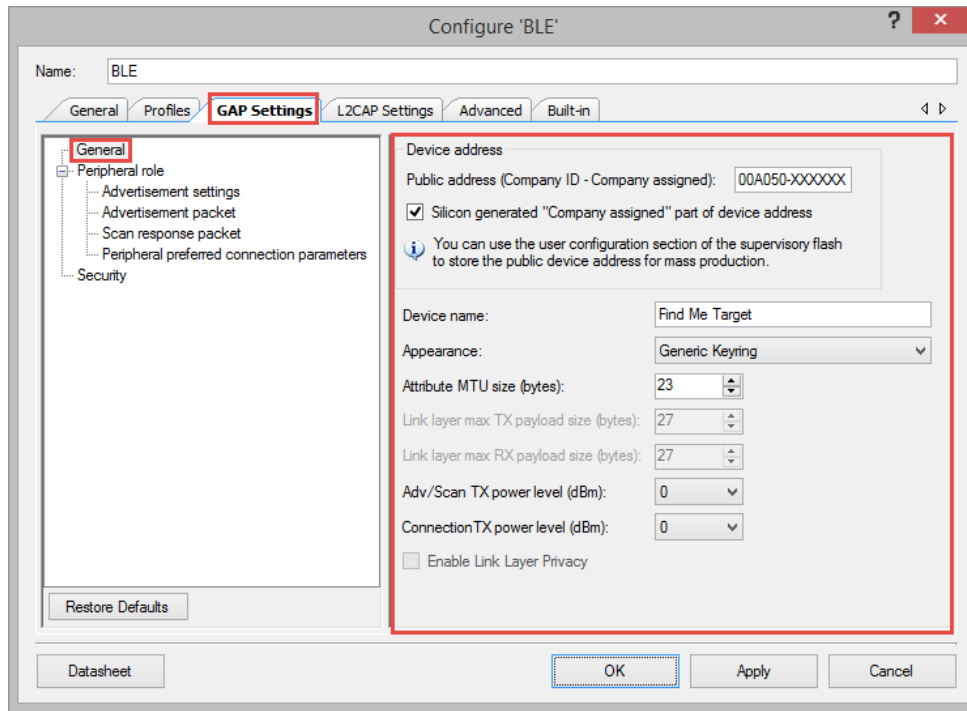 Configure 'BLE'
? ×
Name: BLE
General Profiles GAP Settings L2CAP Settings Advanced Built-in
General
Peripheral role
Advertisement settings
Advertisement packet
Scan response packet
Peripheral preferred connection parameters
Security
Restore Defaults
Device address
Public address (Company ID - Company assigned): 00A050-XXXXXX
Silicon generated "Company assigned" part of device address
You can use the user configuration section of the supervisory flash
to store the public device address for mass production.
Device name: Find Me Target
Appearance: Generic Keyring
Attribute MTU size (bytes): 23
Link layer max TX payload size (bytes): 27
Link layer max RX payload size (bytes): 27
Adv/Scan TX power level (dBm): 0
Connection TX power level (dBm): 0
Enable Link Layer Privacy
Datasheet OK Apply Cancel